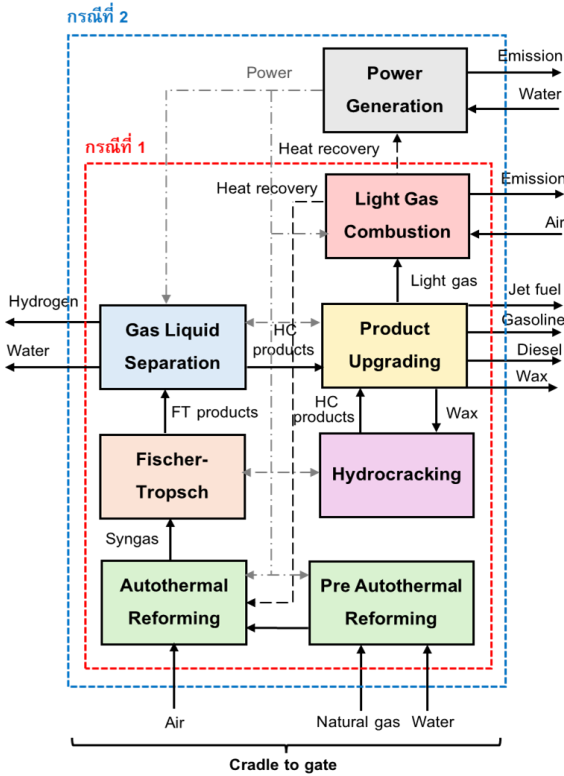 กรณีที่ 2
Emission
Power
Power
Generation
Water
กรณีที่ 1
Heat recovery
Heat recovery
Emission
Light Gas
Combustion
Air
Light gas
Jet fuel
Hydrogen
Gas Liquid
Separation
HC
products
Product
Upgrading
Gasoline
Diesel
Water
Wax
FT products
HC
products
Wax
Fischer-
Tropsch
Hydrocracking
Syngas
Autothermal
Reforming
Pre Autothermal
Reforming
Air
Natural gas
Water
Cradle to gate